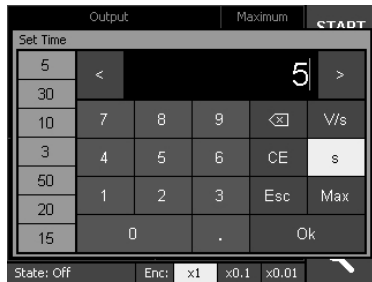 Output Maximum START
Set Time
5
30
10
3
50
20
15
< 5 >
7 8 9 V/s
4 5 6 CE s
1 2 3 Esc Max
0 . Ok
State: Off Enc: x1 x0.1 x0.01